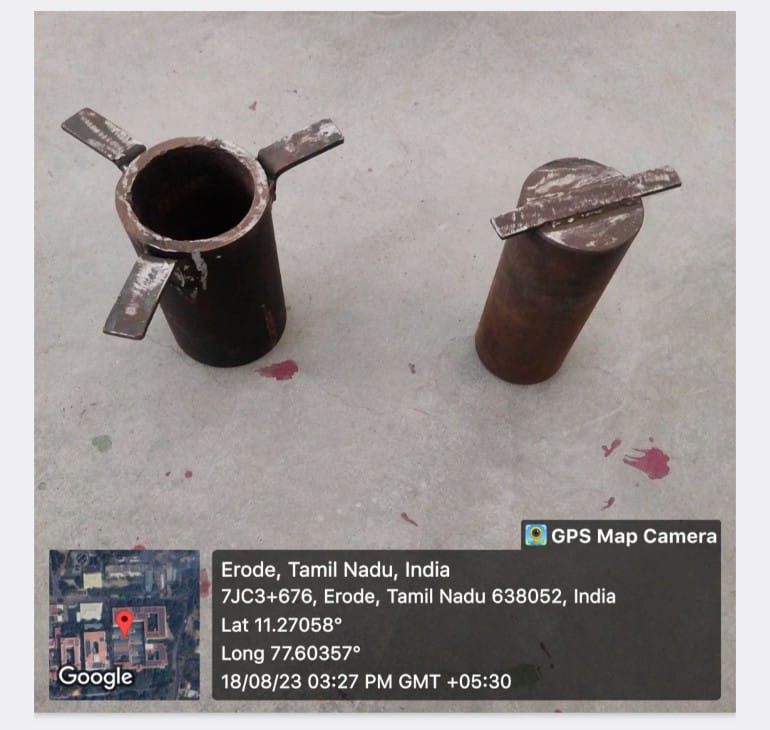 GPS Map Camera
Erode, Tamil Nadu, India
7JC3+676, Erode, Tamil Nadu 638052, India
Lat 11.27058°
Long 77.60357°
18/08/23 03:27 PM GMT +05:30
Google